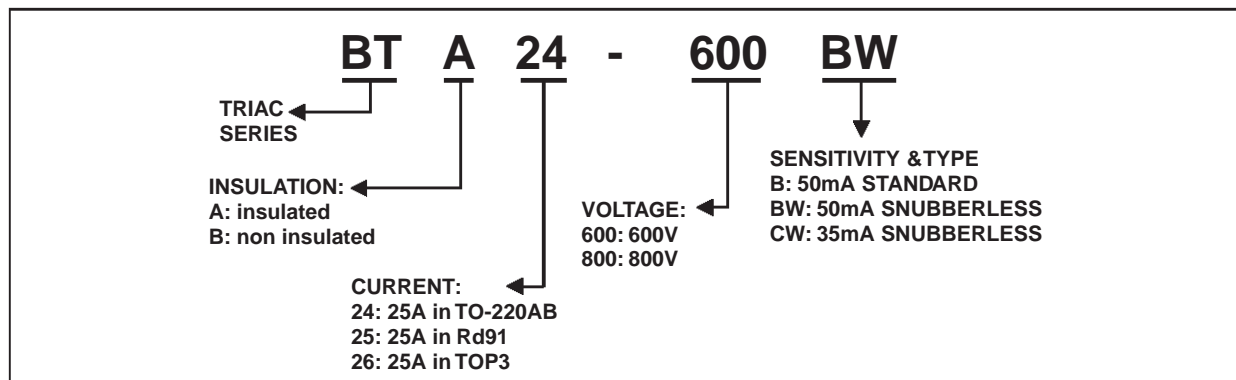 BT A 24 - 600 BW
TRIAC
SERIES
INSULATION:
A: insulated
B: non insulated
CURRENT:
24: 25A in TO-220AB
25: 25A in Rd91
26: 25A in TOP3
VOLTAGE:
600: 600V
800: 800V
SENSITIVITY &TYPE
B: 50mA STANDARD
BW: 50mA SNUBBERLESS
CW: 35mA SNUBBERLESS